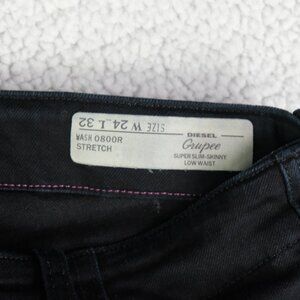 SIZE W 24 L 32
WASH 0800R
STRETCH
DIESEL
Grupee
SUPER SLIM-SKINNY
LOW WAIST